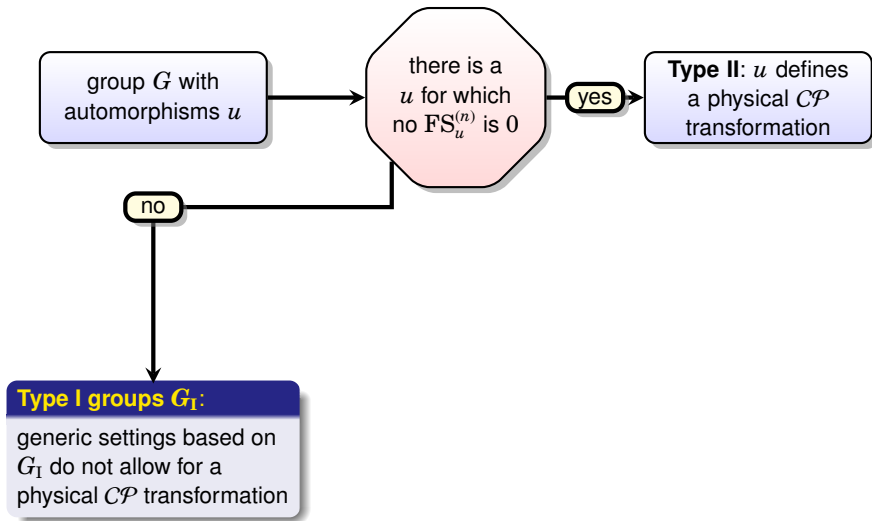 group G with
automorphisms u
there is a
u for which
no FS_u^(n) is 0
yes
Type II: u defines
a physical CP
transformation
no
Type I groups G_I:
generic settings based on
G_I do not allow for a
physical CP transformation